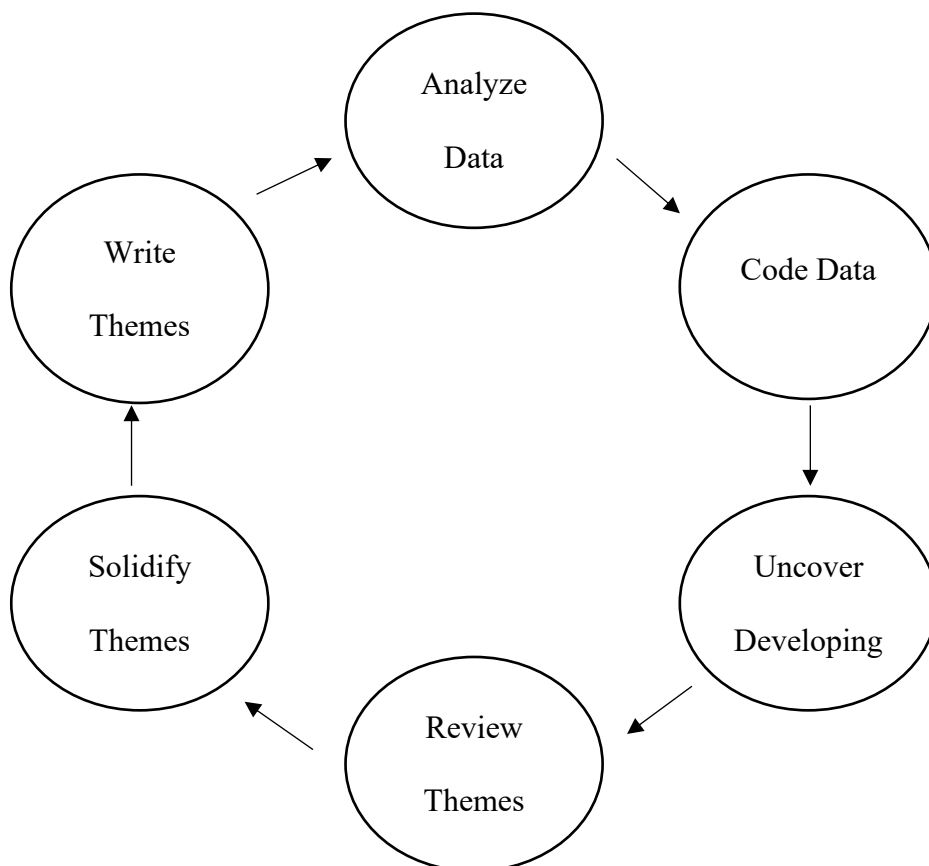 Analyze
Data
Code Data
Uncover
Developing
Review
Themes
Solidify
Themes
Write
Themes